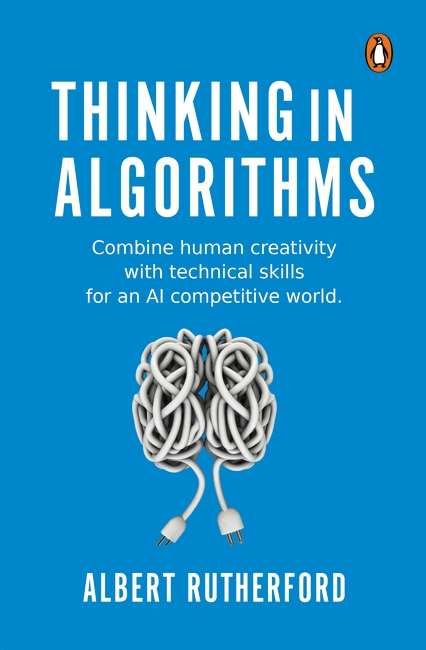 THINKING IN
ALGORITHMS
Combine human creativity
with technical skills
for an AI competitive world.
ALBERT RUTHERFORD